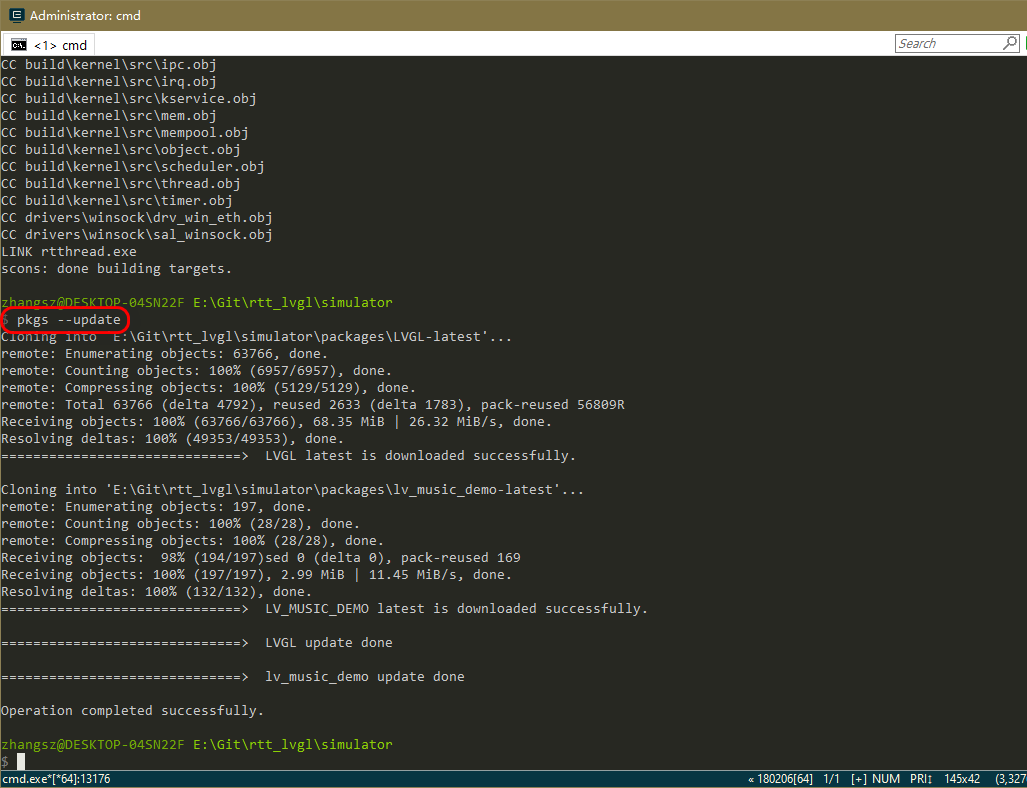 Administrator: cmd
<1> cmd
Search
CC build\kernel\src\ipc.obj
CC build\kernel\src\irq.obj
CC build\kernel\src\kservice.obj
CC build\kernel\src\mem.obj
CC build\kernel\src\mempool.obj
CC build\kernel\src\object.obj
CC build\kernel\src\scheduler.obj
CC build\kernel\src\thread.obj
CC build\kernel\src\timer.obj
CC drivers\winsock\drv_win_eth.obj
CC drivers\winsock\sal_winsock.obj
LINK rtthread.exe
scons: done building targets.
zhangsz@DESKTOP-04SN22F E:\Git\rtt_lvgl\simulator
$ pkgs --update
Cloning into 'E:\Git\rtt_lvgl\simulator\packages\LVGL-latest'...
remote: Enumerating objects: 63766, done.
remote: Counting objects: 100% (6957/6957), done.
remote: Compressing objects: 100% (5129/5129), done.
remote: Total 63766 (delta 4792), reused 2633 (delta 1783), pack-reused 56809R
Receiving objects: 100% (63766/63766), 68.35 MiB | 26.32 MiB/s, done.
Resolving deltas: 100% (49353/49353), done.
==============================>  LVGL latest is downloaded successfully.
Cloning into 'E:\Git\rtt_lvgl\simulator\packages\lv_music_demo-latest'...
remote: Enumerating objects: 197, done.
remote: Counting objects: 100% (28/28), done.
remote: Compressing objects: 100% (28/28), done.
Receiving objects:  98% (194/197)sed 0 (delta 0), pack-reused 169
Receiving objects: 100% (197/197), 2.99 MiB | 11.45 MiB/s, done.
Resolving deltas: 100% (132/132), done.
==============================>  LV_MUSIC_DEMO latest is downloaded successfully.
==============================>  LVGL update done
==============================>  lv_music_demo update done
Operation completed successfully.
zhangsz@DESKTOP-04SN22F E:\Git\rtt_lvgl\simulator
$
cmd.exe*[*64]:13176 « 180206[64] 1/1 [+] NUM PRI↕ 145x42 (3,327